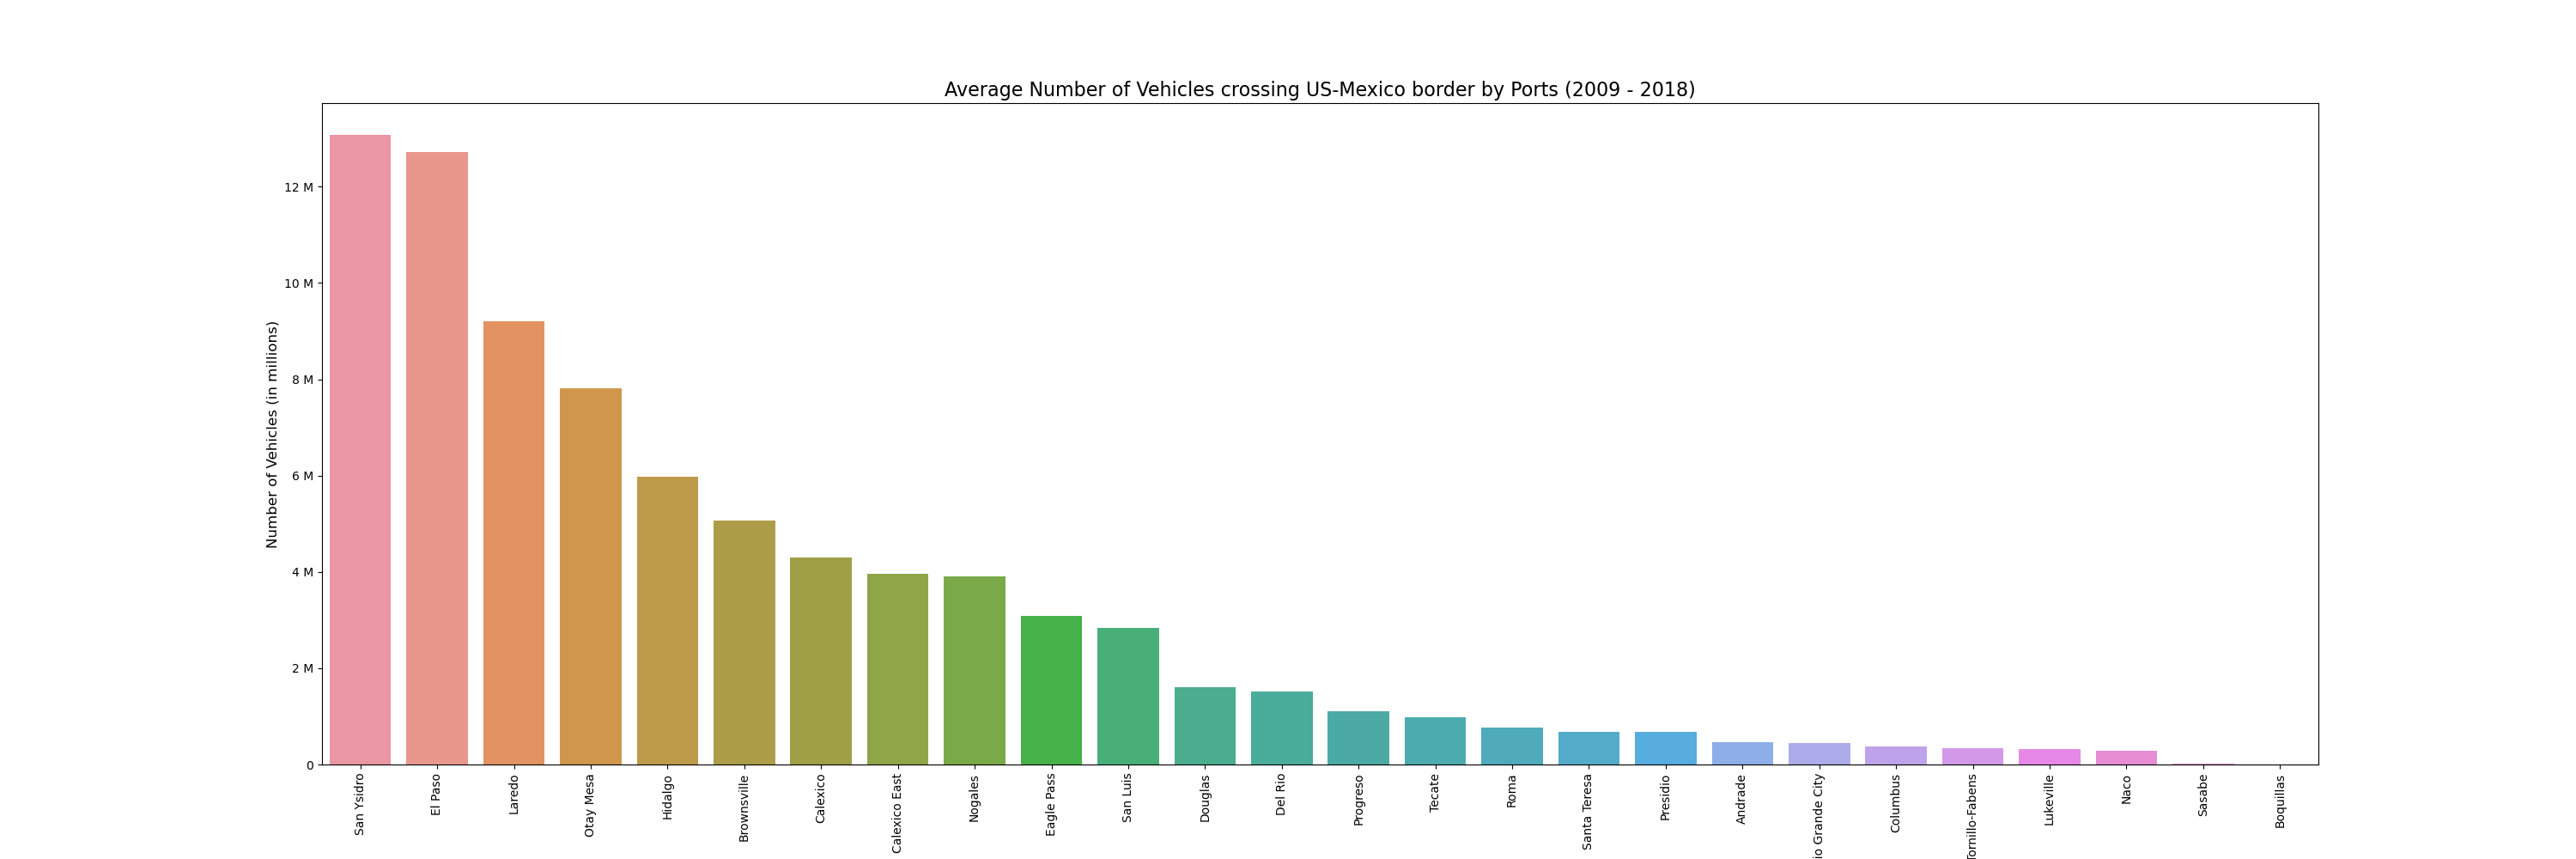 Average Number of Vehicles crossing US-Mexico border by Ports (2009 - 2018)
Number of Vehicles (in millions)
12 M
10 M
8 M
6 M
4 M
2 M
0
San Ysidro
El Paso
Laredo
Otay Mesa
Hidalgo
Brownsville
Calexico
Calexico East
Nogales
Eagle Pass
San Luis
Douglas
Del Rio
Progreso
Tecate
Roma
Santa Teresa
Presidio
Andrade
io Grande City
Columbus
Tornillo-Fabens
Lukeville
Naco
Sasabe
Boquillas